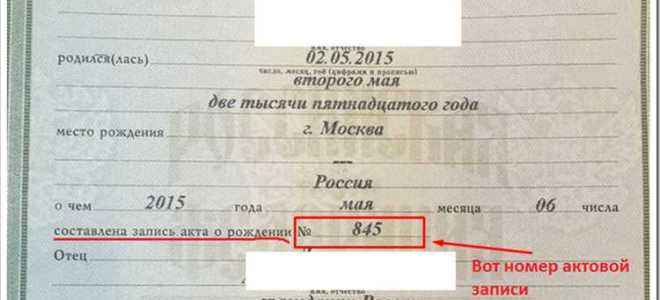 родился(лась) 02.05.2015
число, месяц, год (цифрами и прописью)
второго мая
две тысячи пятнадцатого года
место рождения г. Москва
---
Россия
о чем 2015 года мая месяца 06 числа
составлена запись акта о рождении № 845
Отец
Вот номер актовой
записи